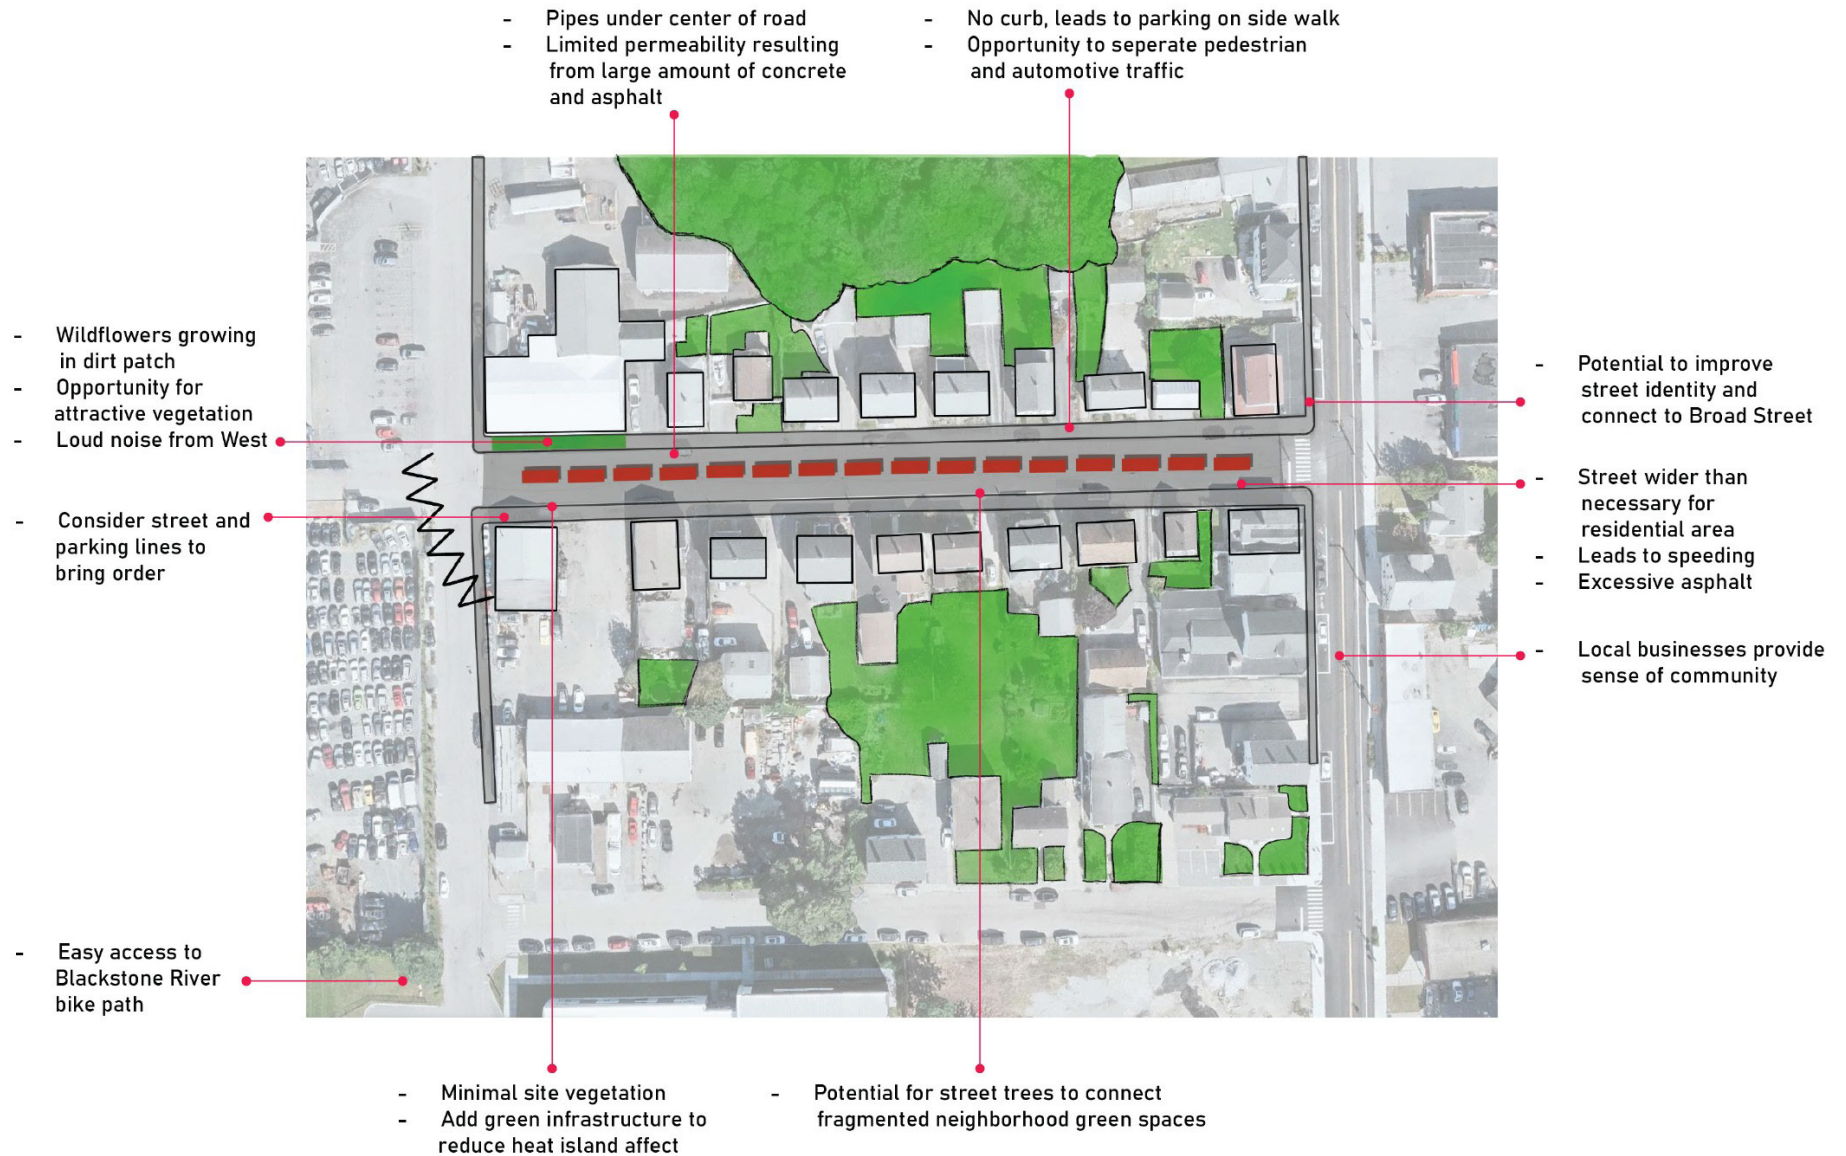 - Pipes under center of road
- Limited permeability resulting
from large amount of concrete
and asphalt
- No curb, leads to parking on side walk
- Opportunity to seperate pedestrian
and automotive traffic
- Wildflowers growing
in dirt patch
- Opportunity for
attractive vegetation
- Loud noise from West
- Consider street and
parking lines to
bring order
- Easy access to
Blackstone River
bike path
- Potential to improve
street identity and
connect to Broad Street
- Street wider than
necessary for
residential area
- Leads to speeding
- Excessive asphalt
- Local businesses provide
sense of community
- Minimal site vegetation
- Add green infrastructure to
reduce heat island affect
- Potential for street trees to connect
fragmented neighborhood green spaces